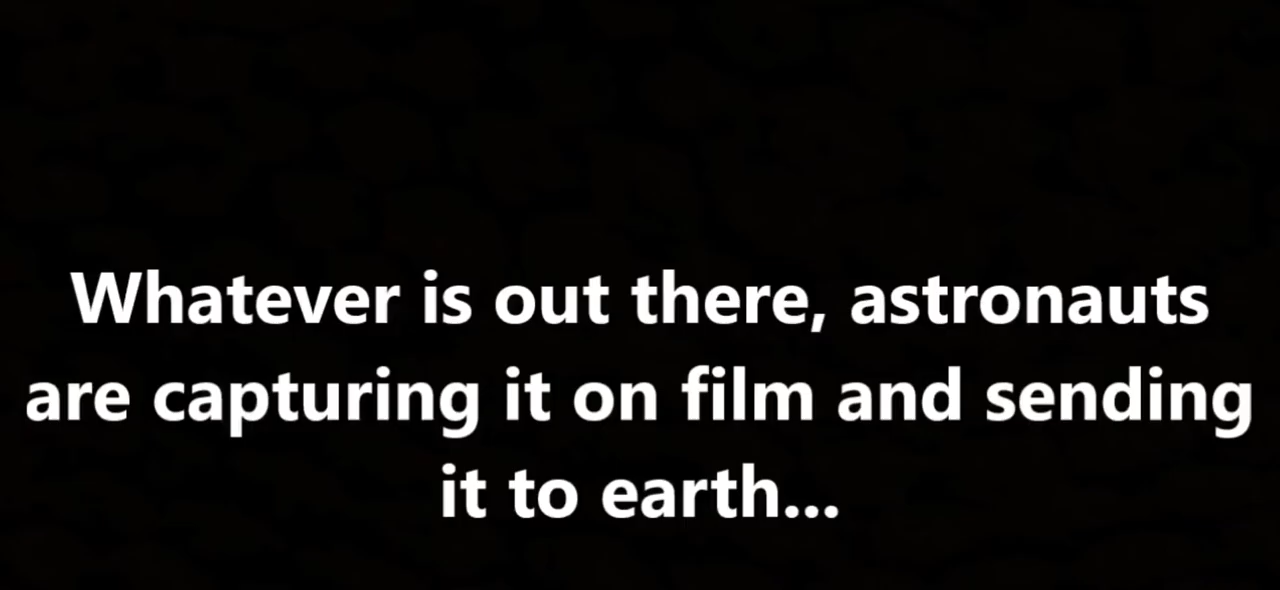 Whatever is out there, astronauts
are capturing it on film and sending
it to earth...